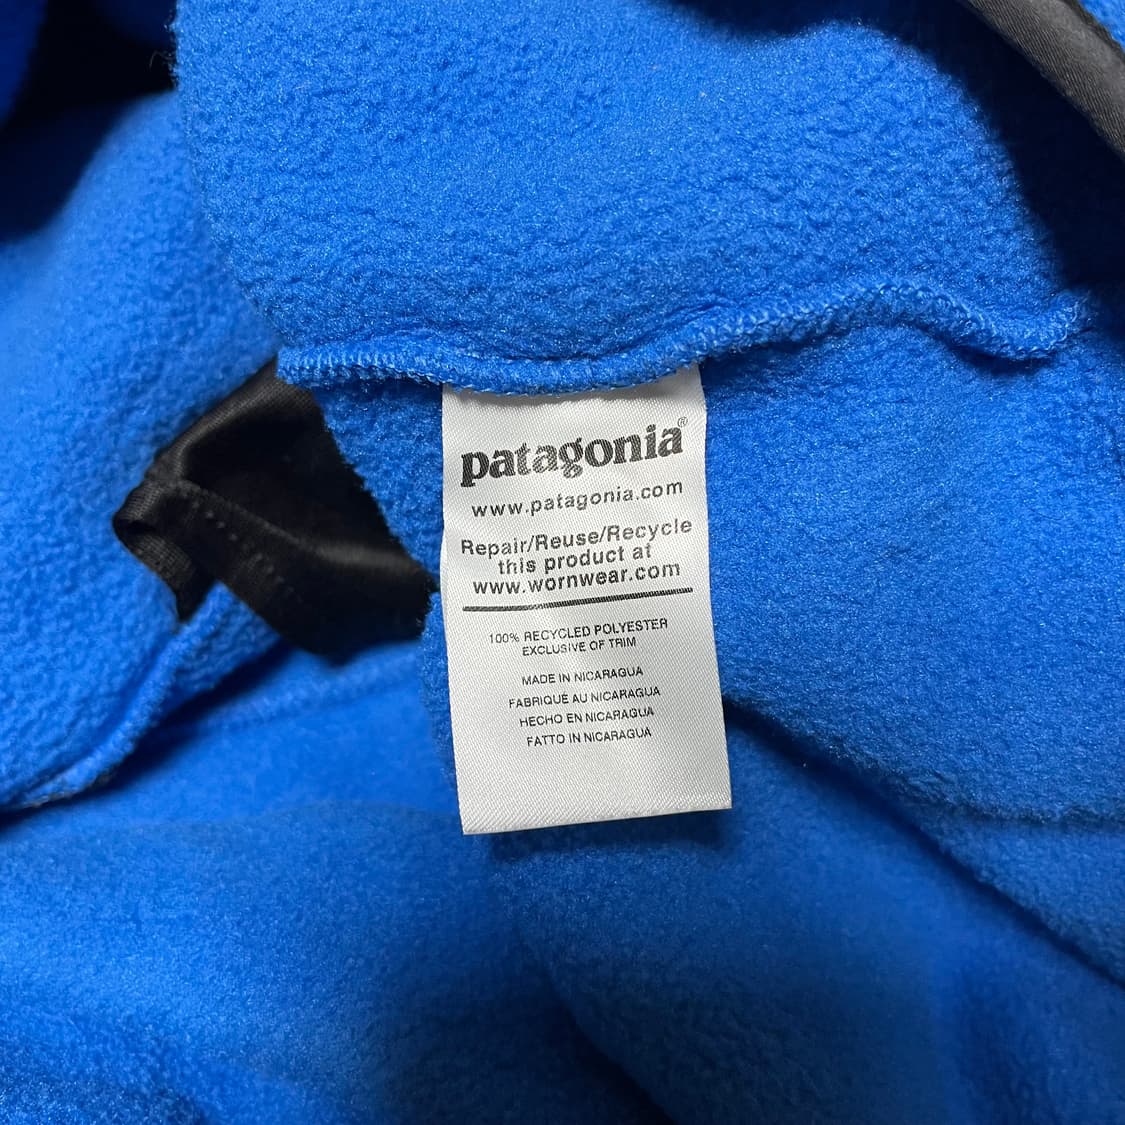 patagonia®
www.patagonia.com
Repair/Reuse/Recycle
this product at
www.wornwear.com
100% RECYCLED POLYESTER
EXCLUSIVE OF TRIM
MADE IN NICARAGUA
FABRIQUÉ AU NICARAGUA
HECHO EN NICARAGUA
FATTO IN NICARAGUA